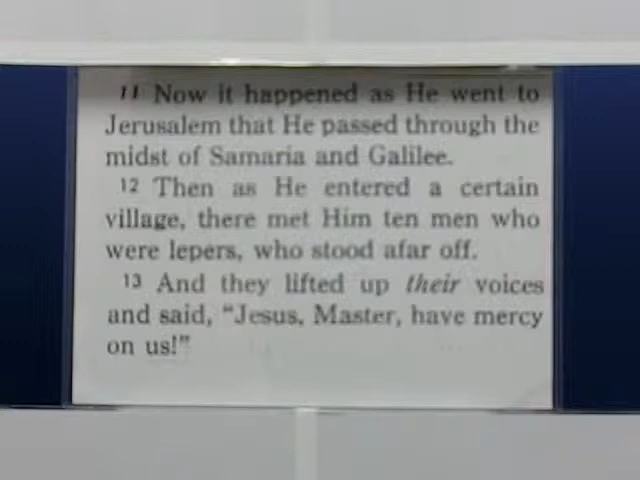 11 Now it happened as He went to
Jerusalem that He passed through the
midst of Samaria and Galilee.
12 Then as He entered a certain
village, there met Him ten men who
were lepers, who stood afar off.
13 And they lifted up their voices
and said, "Jesus, Master, have mercy
on us!"